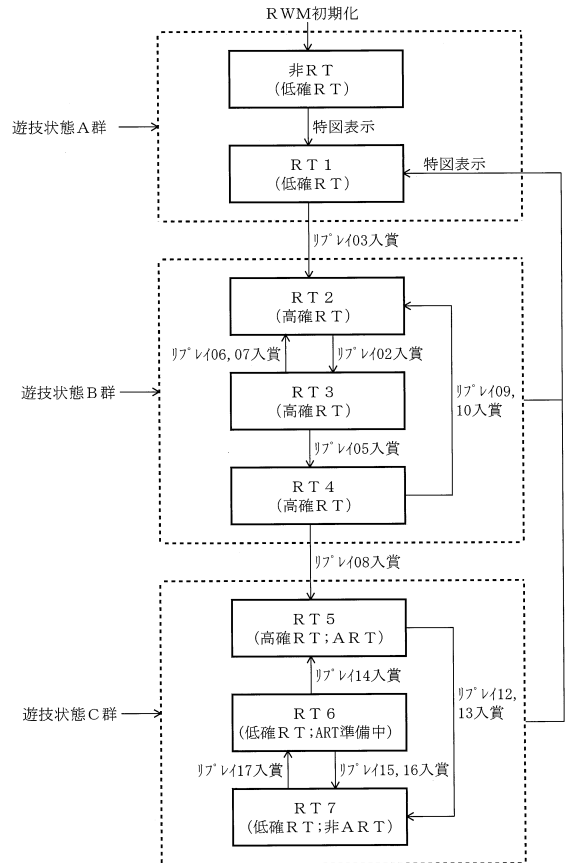 ＲＷＭ初期化
非ＲＴ
(低確ＲＴ)
遊技状態Ａ群
特図表示
ＲＴ１
(低確ＲＴ)
特図表示
ﾘﾌﾟﾚｲ03入賞
ＲＴ２
(高確ＲＴ)
ﾘﾌﾟﾚｲ06,07入賞
ﾘﾌﾟﾚｲ02入賞
遊技状態Ｂ群
ＲＴ３
(高確ＲＴ)
ﾘﾌﾟﾚｲ09,
10入賞
ﾘﾌﾟﾚｲ05入賞
ＲＴ４
(高確ＲＴ)
ﾘﾌﾟﾚｲ08入賞
ＲＴ５
(高確ＲＴ;ＡＲＴ)
ﾘﾌﾟﾚｲ14入賞
ﾘﾌﾟﾚｲ12,
13入賞
遊技状態Ｃ群
ＲＴ６
(低確ＲＴ;ART準備中)
ﾘﾌﾟﾚｲ17入賞
ﾘﾌﾟﾚｲ15,16入賞
ＲＴ７
(低確ＲＴ;非ＡＲＴ)